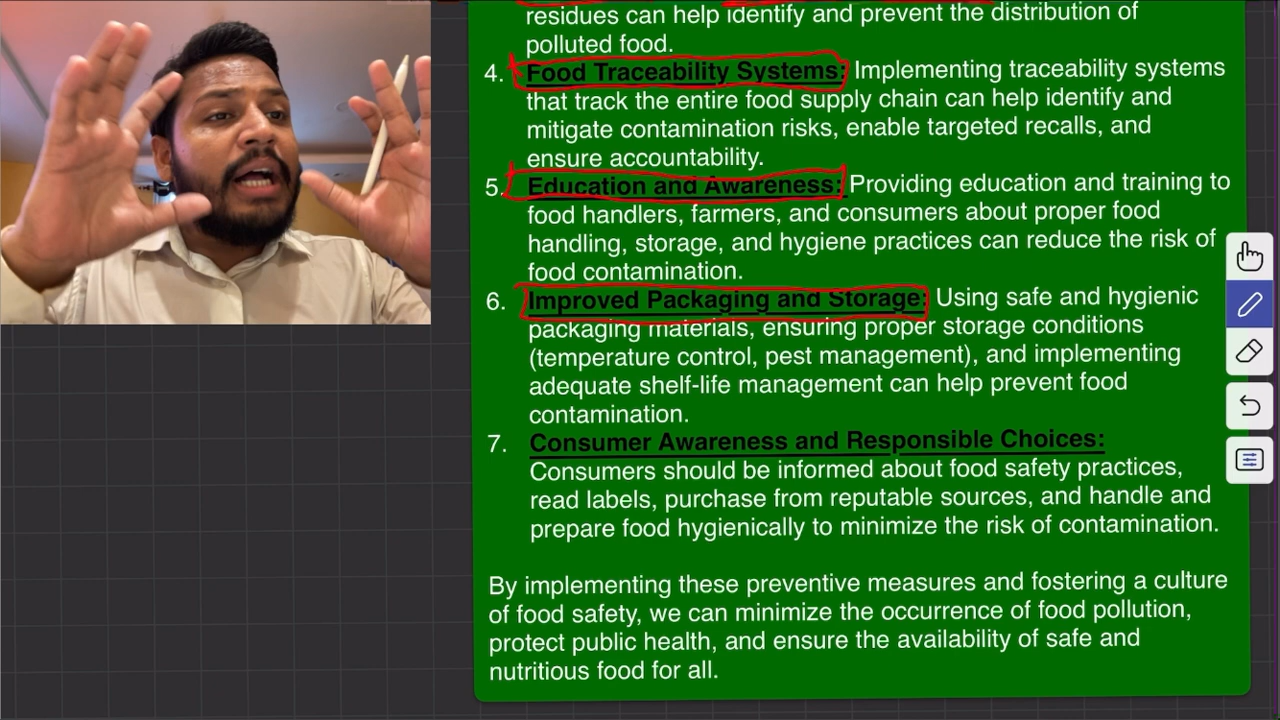 residues can help identify and prevent the distribution of
polluted food.
4. Food Traceability Systems: Implementing traceability systems
that track the entire food supply chain can help identify and
mitigate contamination risks, enable targeted recalls, and
ensure accountability.
5. Education and Awareness: Providing education and training to
food handlers, farmers, and consumers about proper food
handling, storage, and hygiene practices can reduce the risk of
food contamination.
6. Improved Packaging and Storage: Using safe and hygienic
packaging materials, ensuring proper storage conditions
(temperature control, pest management), and implementing
adequate shelf-life management can help prevent food
contamination.
7. Consumer Awareness and Responsible Choices:
Consumers should be informed about food safety practices,
read labels, purchase from reputable sources, and handle and
prepare food hygienically to minimize the risk of contamination.
By implementing these preventive measures and fostering a culture
of food safety, we can minimize the occurrence of food pollution,
protect public health, and ensure the availability of safe and
nutritious food for all.